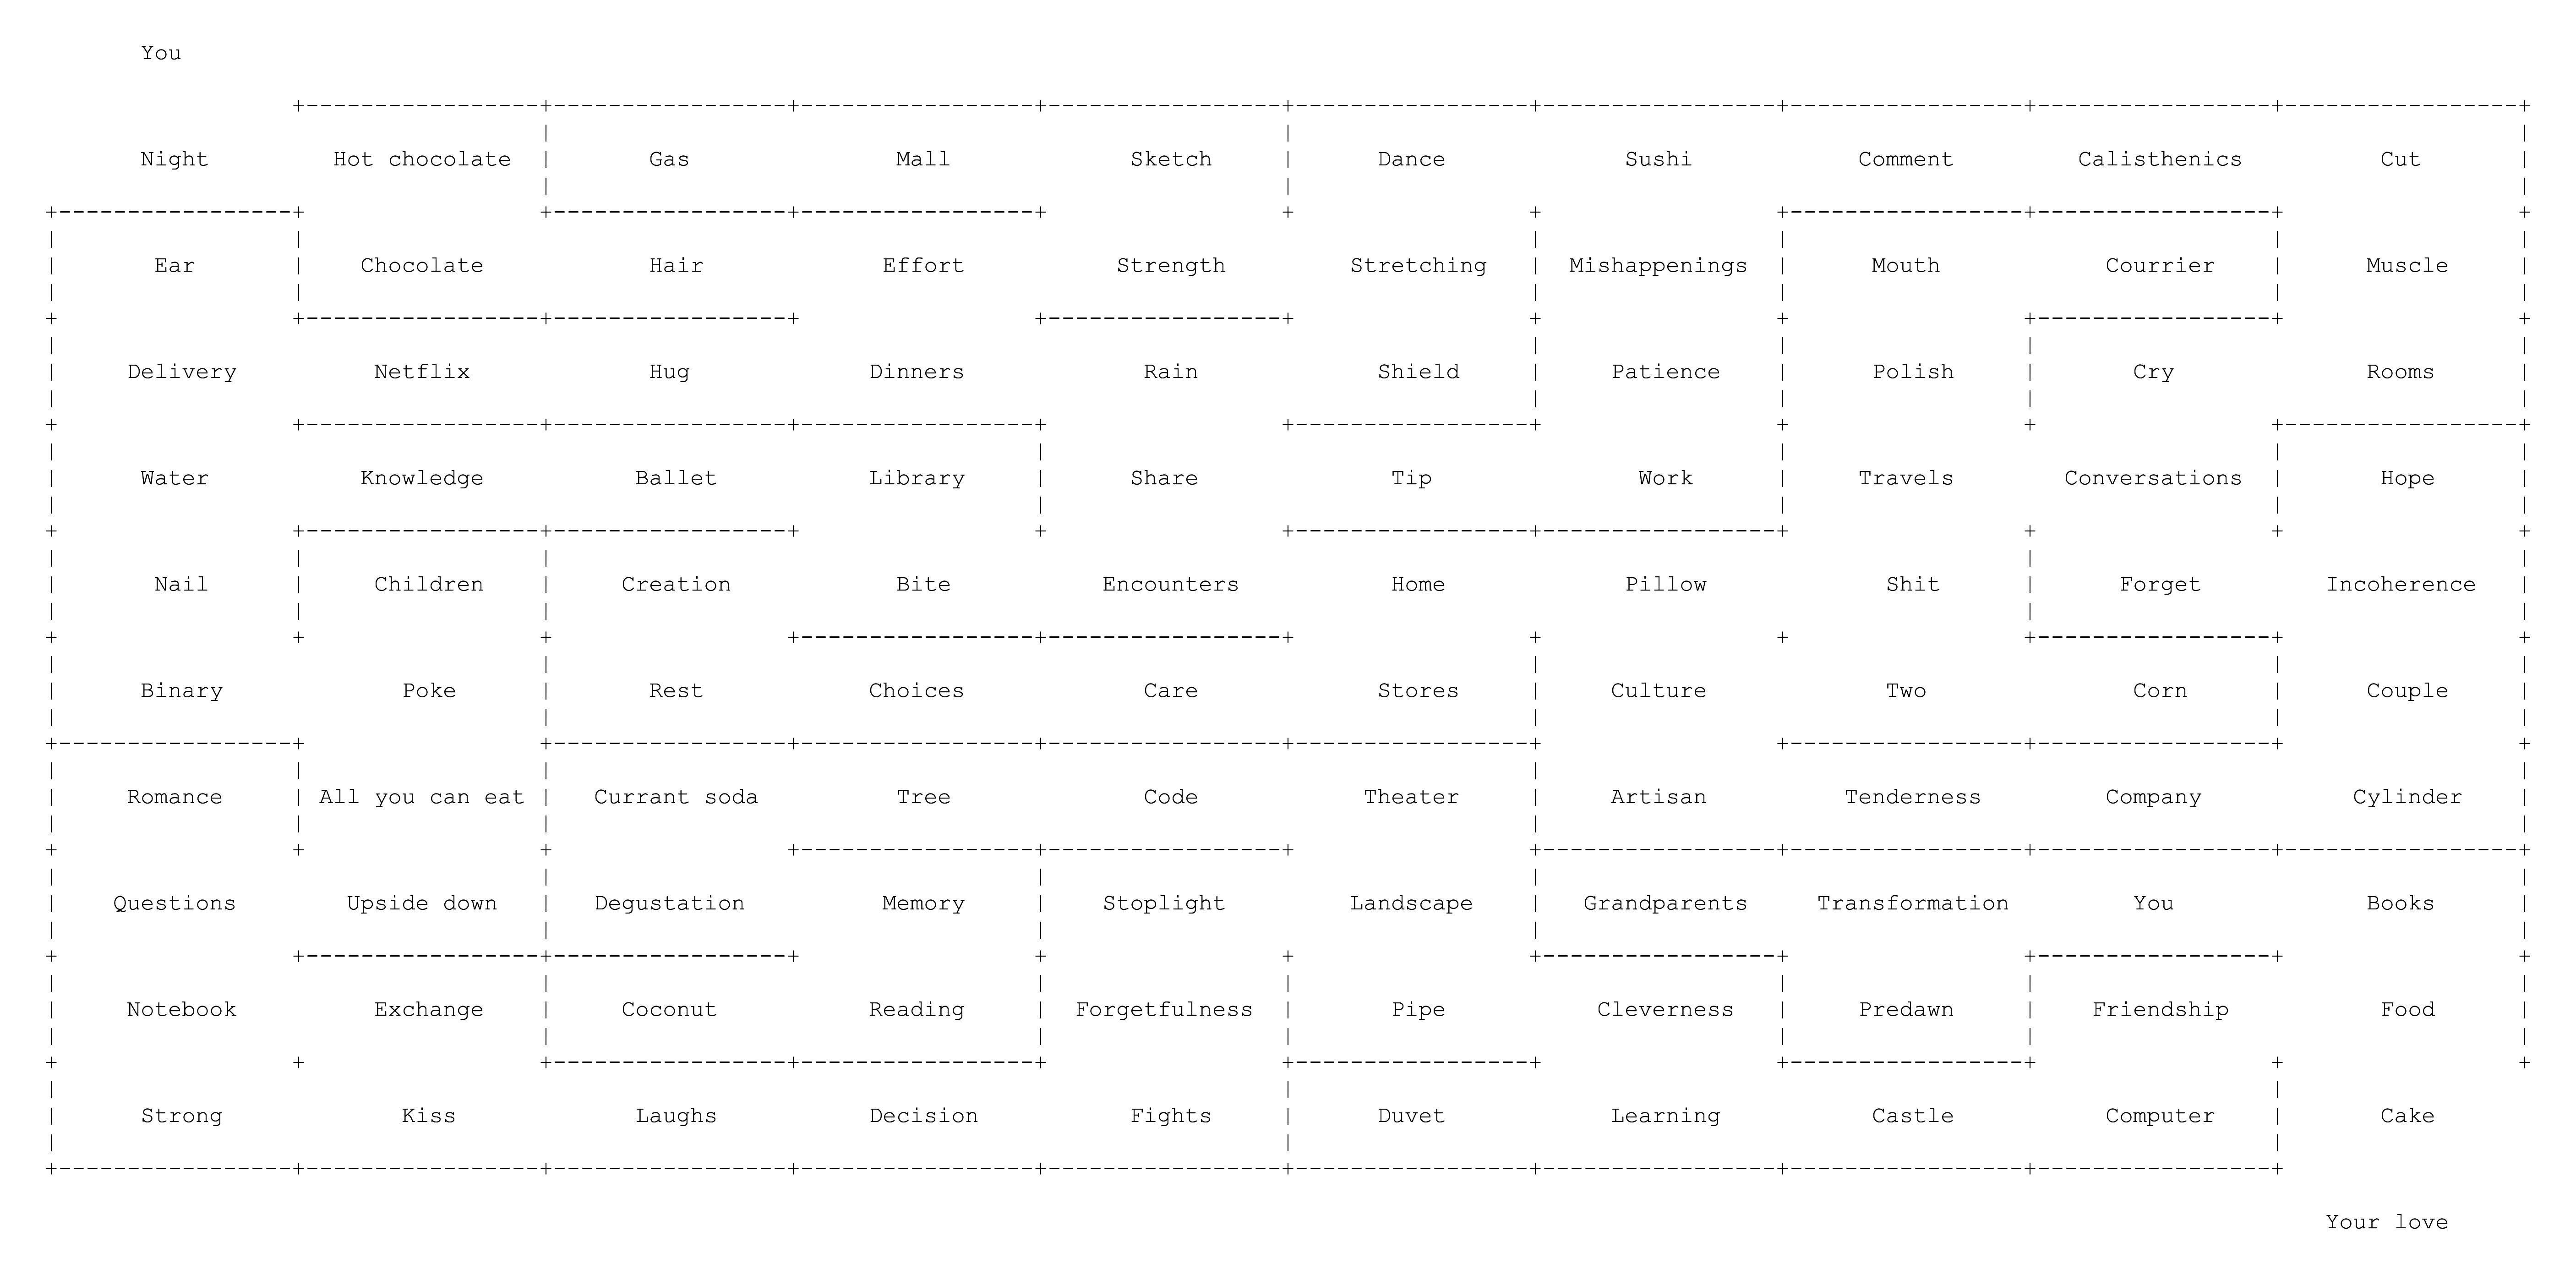 You
Night Hot chocolate Gas Mall Sketch Dance Sushi Comment Calisthenics Cut
Ear Chocolate Hair Effort Strength Stretching Mishappenings Mouth Courrier Muscle
Delivery Netflix Hug Dinners Rain Shield Patience Polish Cry Rooms
Water Knowledge Ballet Library Share Tip Work Travels Conversations Hope
Nail Children Creation Bite Encounters Home Pillow Shit Forget Incoherence
Binary Poke Rest Choices Care Stores Culture Two Corn Couple
Romance All you can eat Currant soda Tree Code Theater Artisan Tenderness Company Cylinder
Questions Upside down Degustation Memory Stoplight Landscape Grandparents Transformation You Books
Notebook Exchange Coconut Reading Forgetfulness Pipe Cleverness Predawn Friendship Food
Strong Kiss Laughs Decision Fights Duvet Learning Castle Computer Cake
Your love